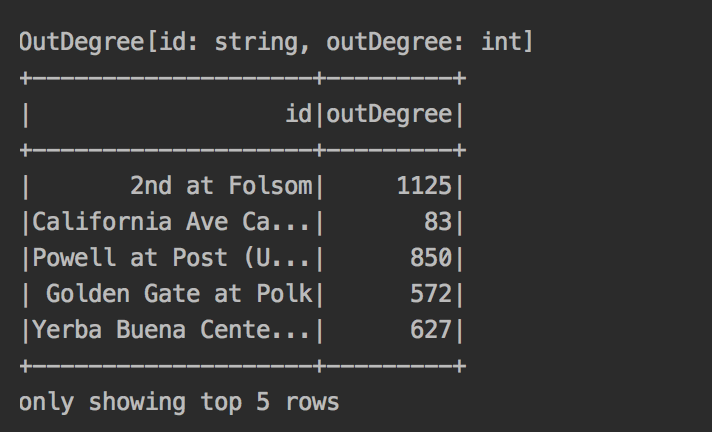 OutDegree[id: string, outDegree: int]
+--------------------+---------+
|                  id|outDegree|
+--------------------+---------+
|       2nd at Folsom|     1125|
|California Ave Ca...|       83|
|Powell at Post (U...|      850|
| Golden Gate at Polk|      572|
|Yerba Buena Cente...|      627|
+--------------------+---------+
only showing top 5 rows